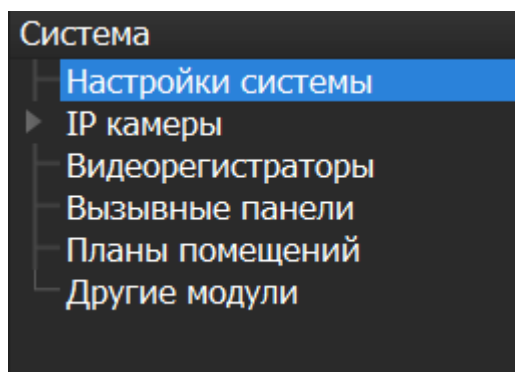 Система
Настройки системы
IP камеры
Видеорегистраторы
Вызывные панели
Планы помещений
Другие модули